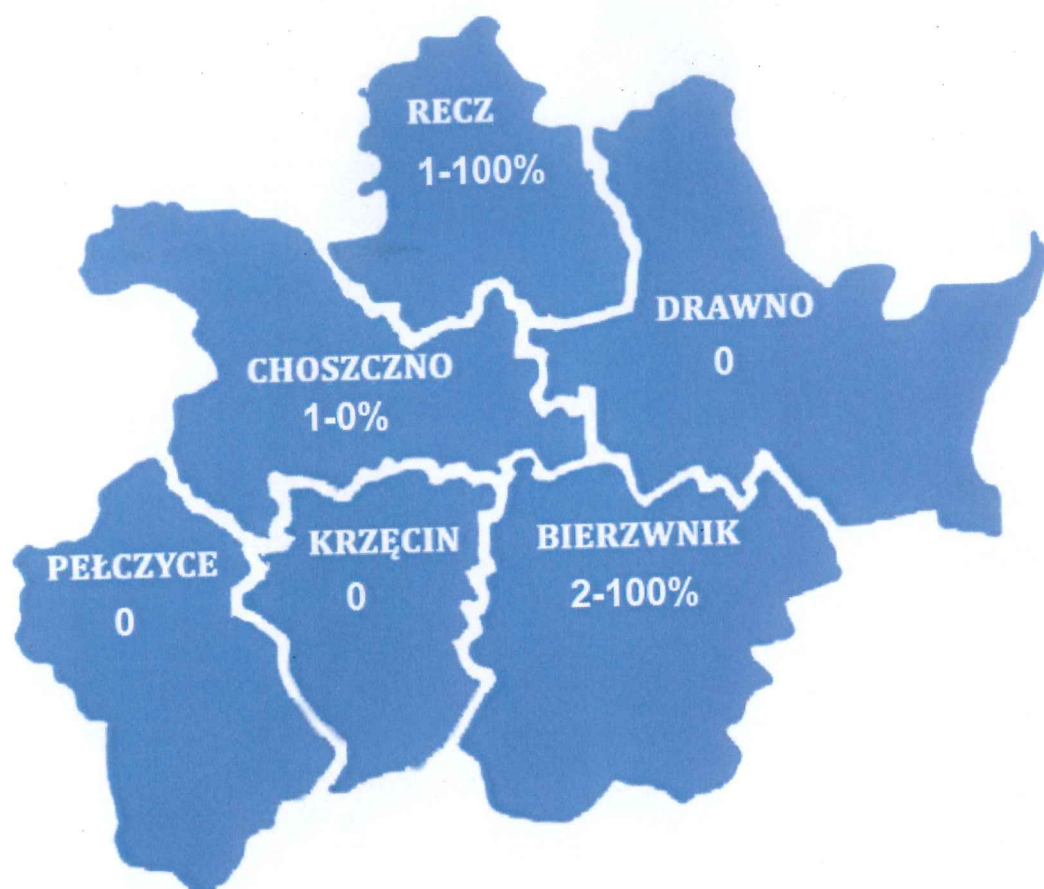 RECZ
1-100%
DRAWNO
0
CHOSZCZNO
1-0%
KRZĘCIN
0
BIERZWNIK
2-100%
PEŁCZYCE
0